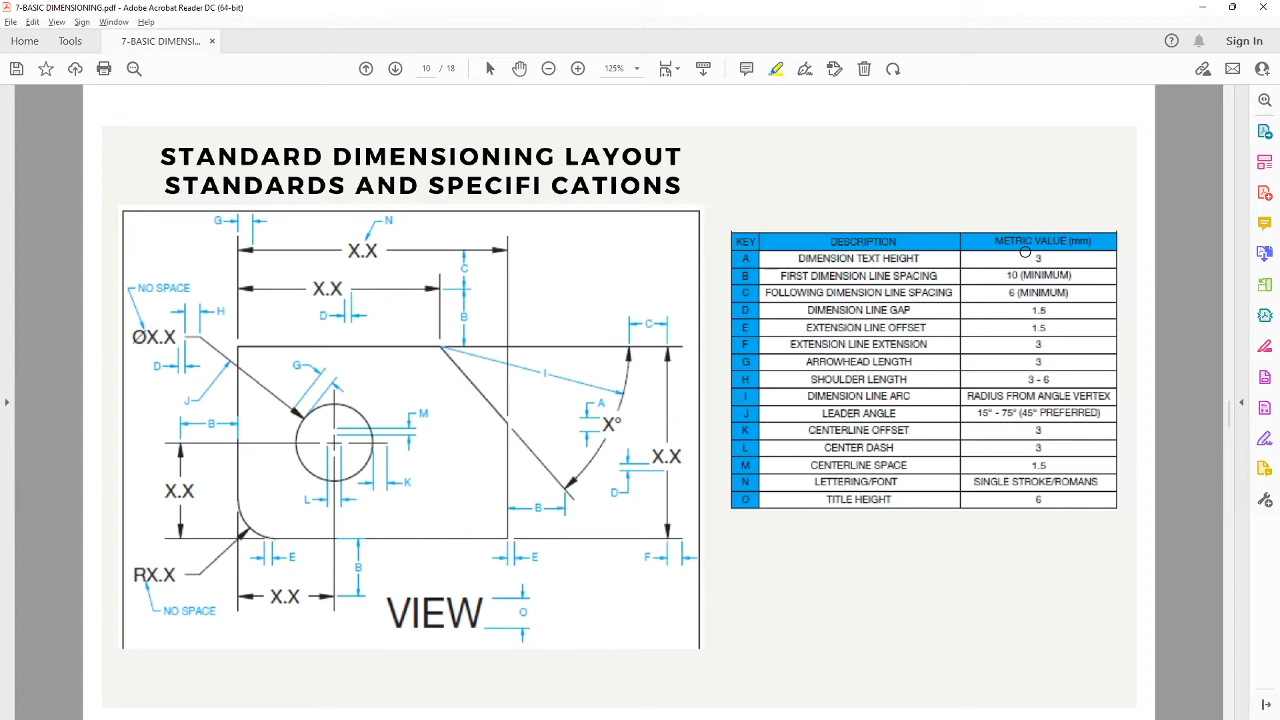 7-BASIC DIMENSIONING.pdf - Adobe Acrobat Reader DC (64-bit)
File Edit View Sign Window Help
Home Tools 7-BASIC DIMENSI... × Sign In
10 / 18 125%
STANDARD DIMENSIONING LAYOUT
STANDARDS AND SPECIFI CATIONS
G N
X.X
C
X.X
NO SPACE
H D B
C
ØX.X
G
D I
J A
M
B X°
X.X
K
X.X D
L
B
E E F
B
RX.X
X.X
NO SPACE
VIEW O
KEY DESCRIPTION METRIC VALUE (mm)
A DIMENSION TEXT HEIGHT 3
B FIRST DIMENSION LINE SPACING 10 (MINIMUM)
C FOLLOWING DIMENSION LINE SPACING 6 (MINIMUM)
D DIMENSION LINE GAP 1.5
E EXTENSION LINE OFFSET 1.5
F EXTENSION LINE EXTENSION 3
G ARROWHEAD LENGTH 3
H SHOULDER LENGTH 3 - 6
I DIMENSION LINE ARC RADIUS FROM ANGLE VERTEX
J LEADER ANGLE 15° - 75° (45° PREFERRED)
K CENTERLINE OFFSET 3
L CENTER DASH 3
M CENTERLINE SPACE 1.5
N LETTERING/FONT SINGLE STROKE/ROMANS
O TITLE HEIGHT 6